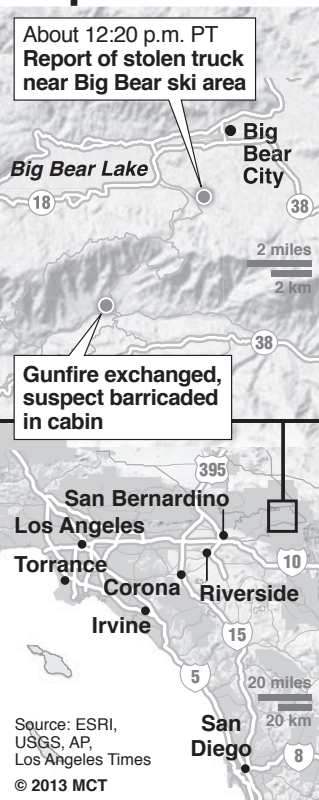 About 12:20 p.m. PT
Report of stolen truck
near Big Bear ski area
Big
Bear
City
Big Bear Lake
18
38
2 miles
2 km
38
Gunfire exchanged,
suspect barricaded
in cabin
395
San Bernardino
Los Angeles
10
Torrance
Corona
Riverside
Irvine
15
5
20 miles
20 km
San
Diego
8
Source: ESRI,
USGS, AP,
Los Angeles Times
© 2013 MCT